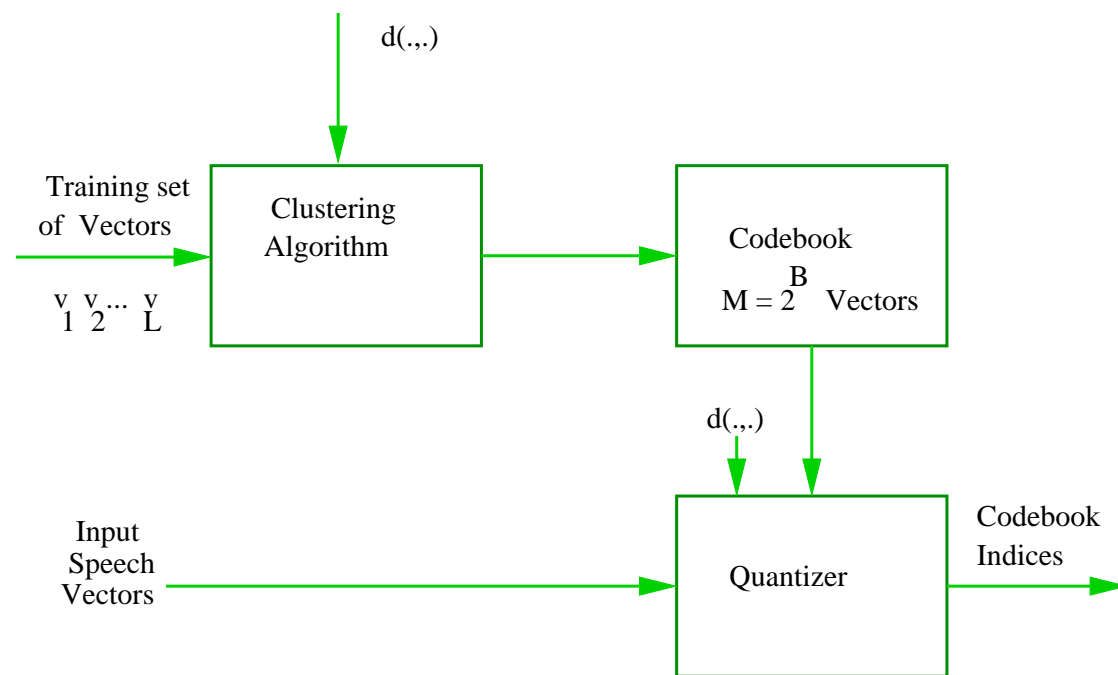 d(.,.)
Training set
of Vectors
v v ... v
1 2 L
Clustering
Algorithm
Codebook
B
M = 2 Vectors
d(.,.)
Input
Speech
Vectors
Quantizer
Codebook
Indices